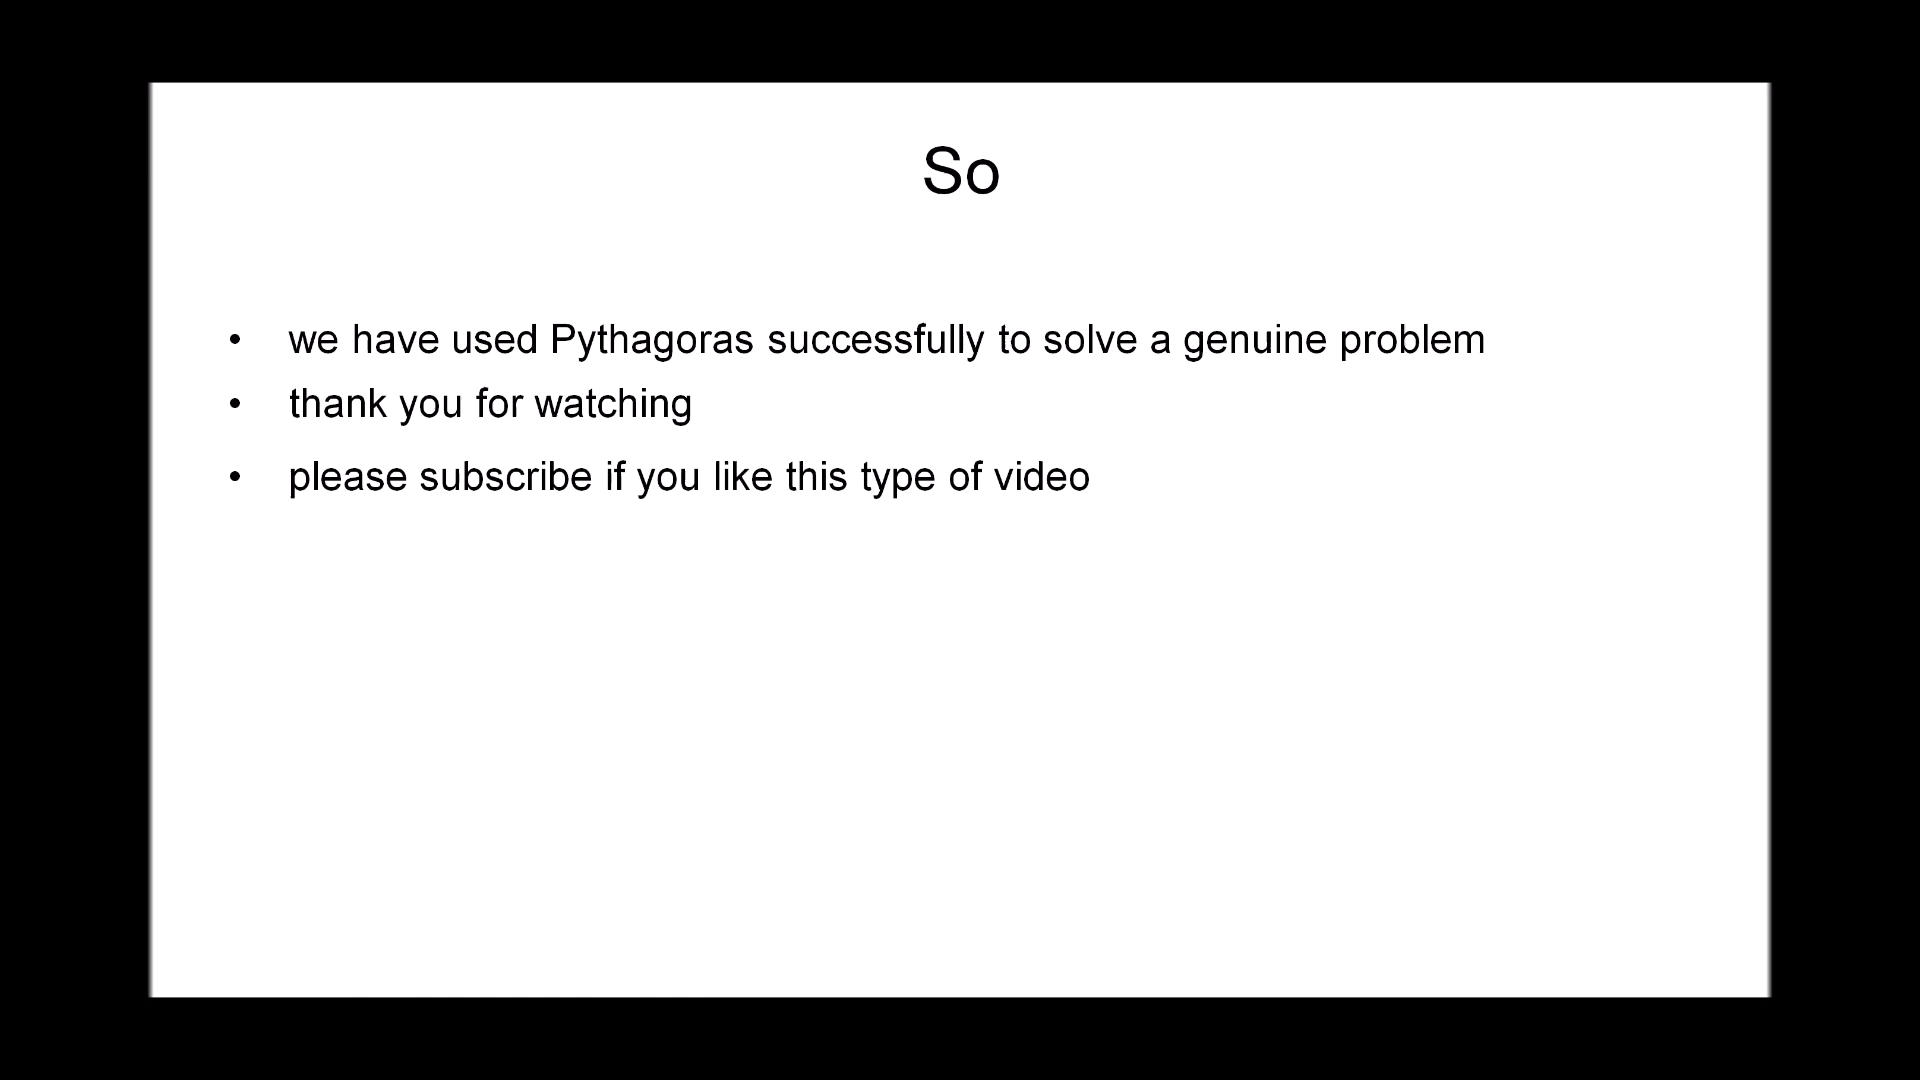 So
• we have used Pythagoras successfully to solve a genuine problem
• thank you for watching
• please subscribe if you like this type of video